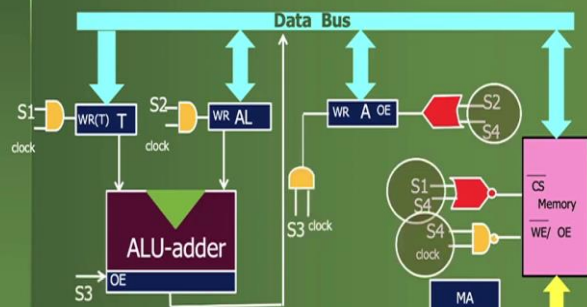 Data Bus
S1
clock
WR(T) T
S2
clock
WR AL
WR A OE
S2
S4
S3 clock
S1
S4
CS
Memory
S4
clock
WE/ OE
ALU-adder
OE
S3
MA